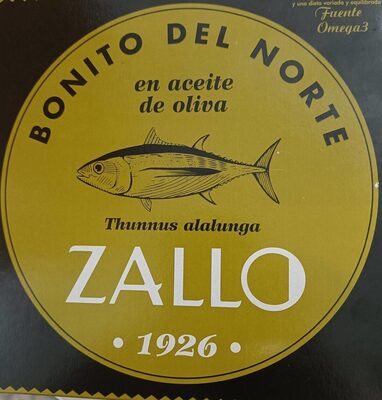 y una dieta variada y equilibrada
Fuente
Omega3
BONITO DEL NORTE
en aceite
de oliva
Thunnus alalunga
ZALLO
• 1926 •